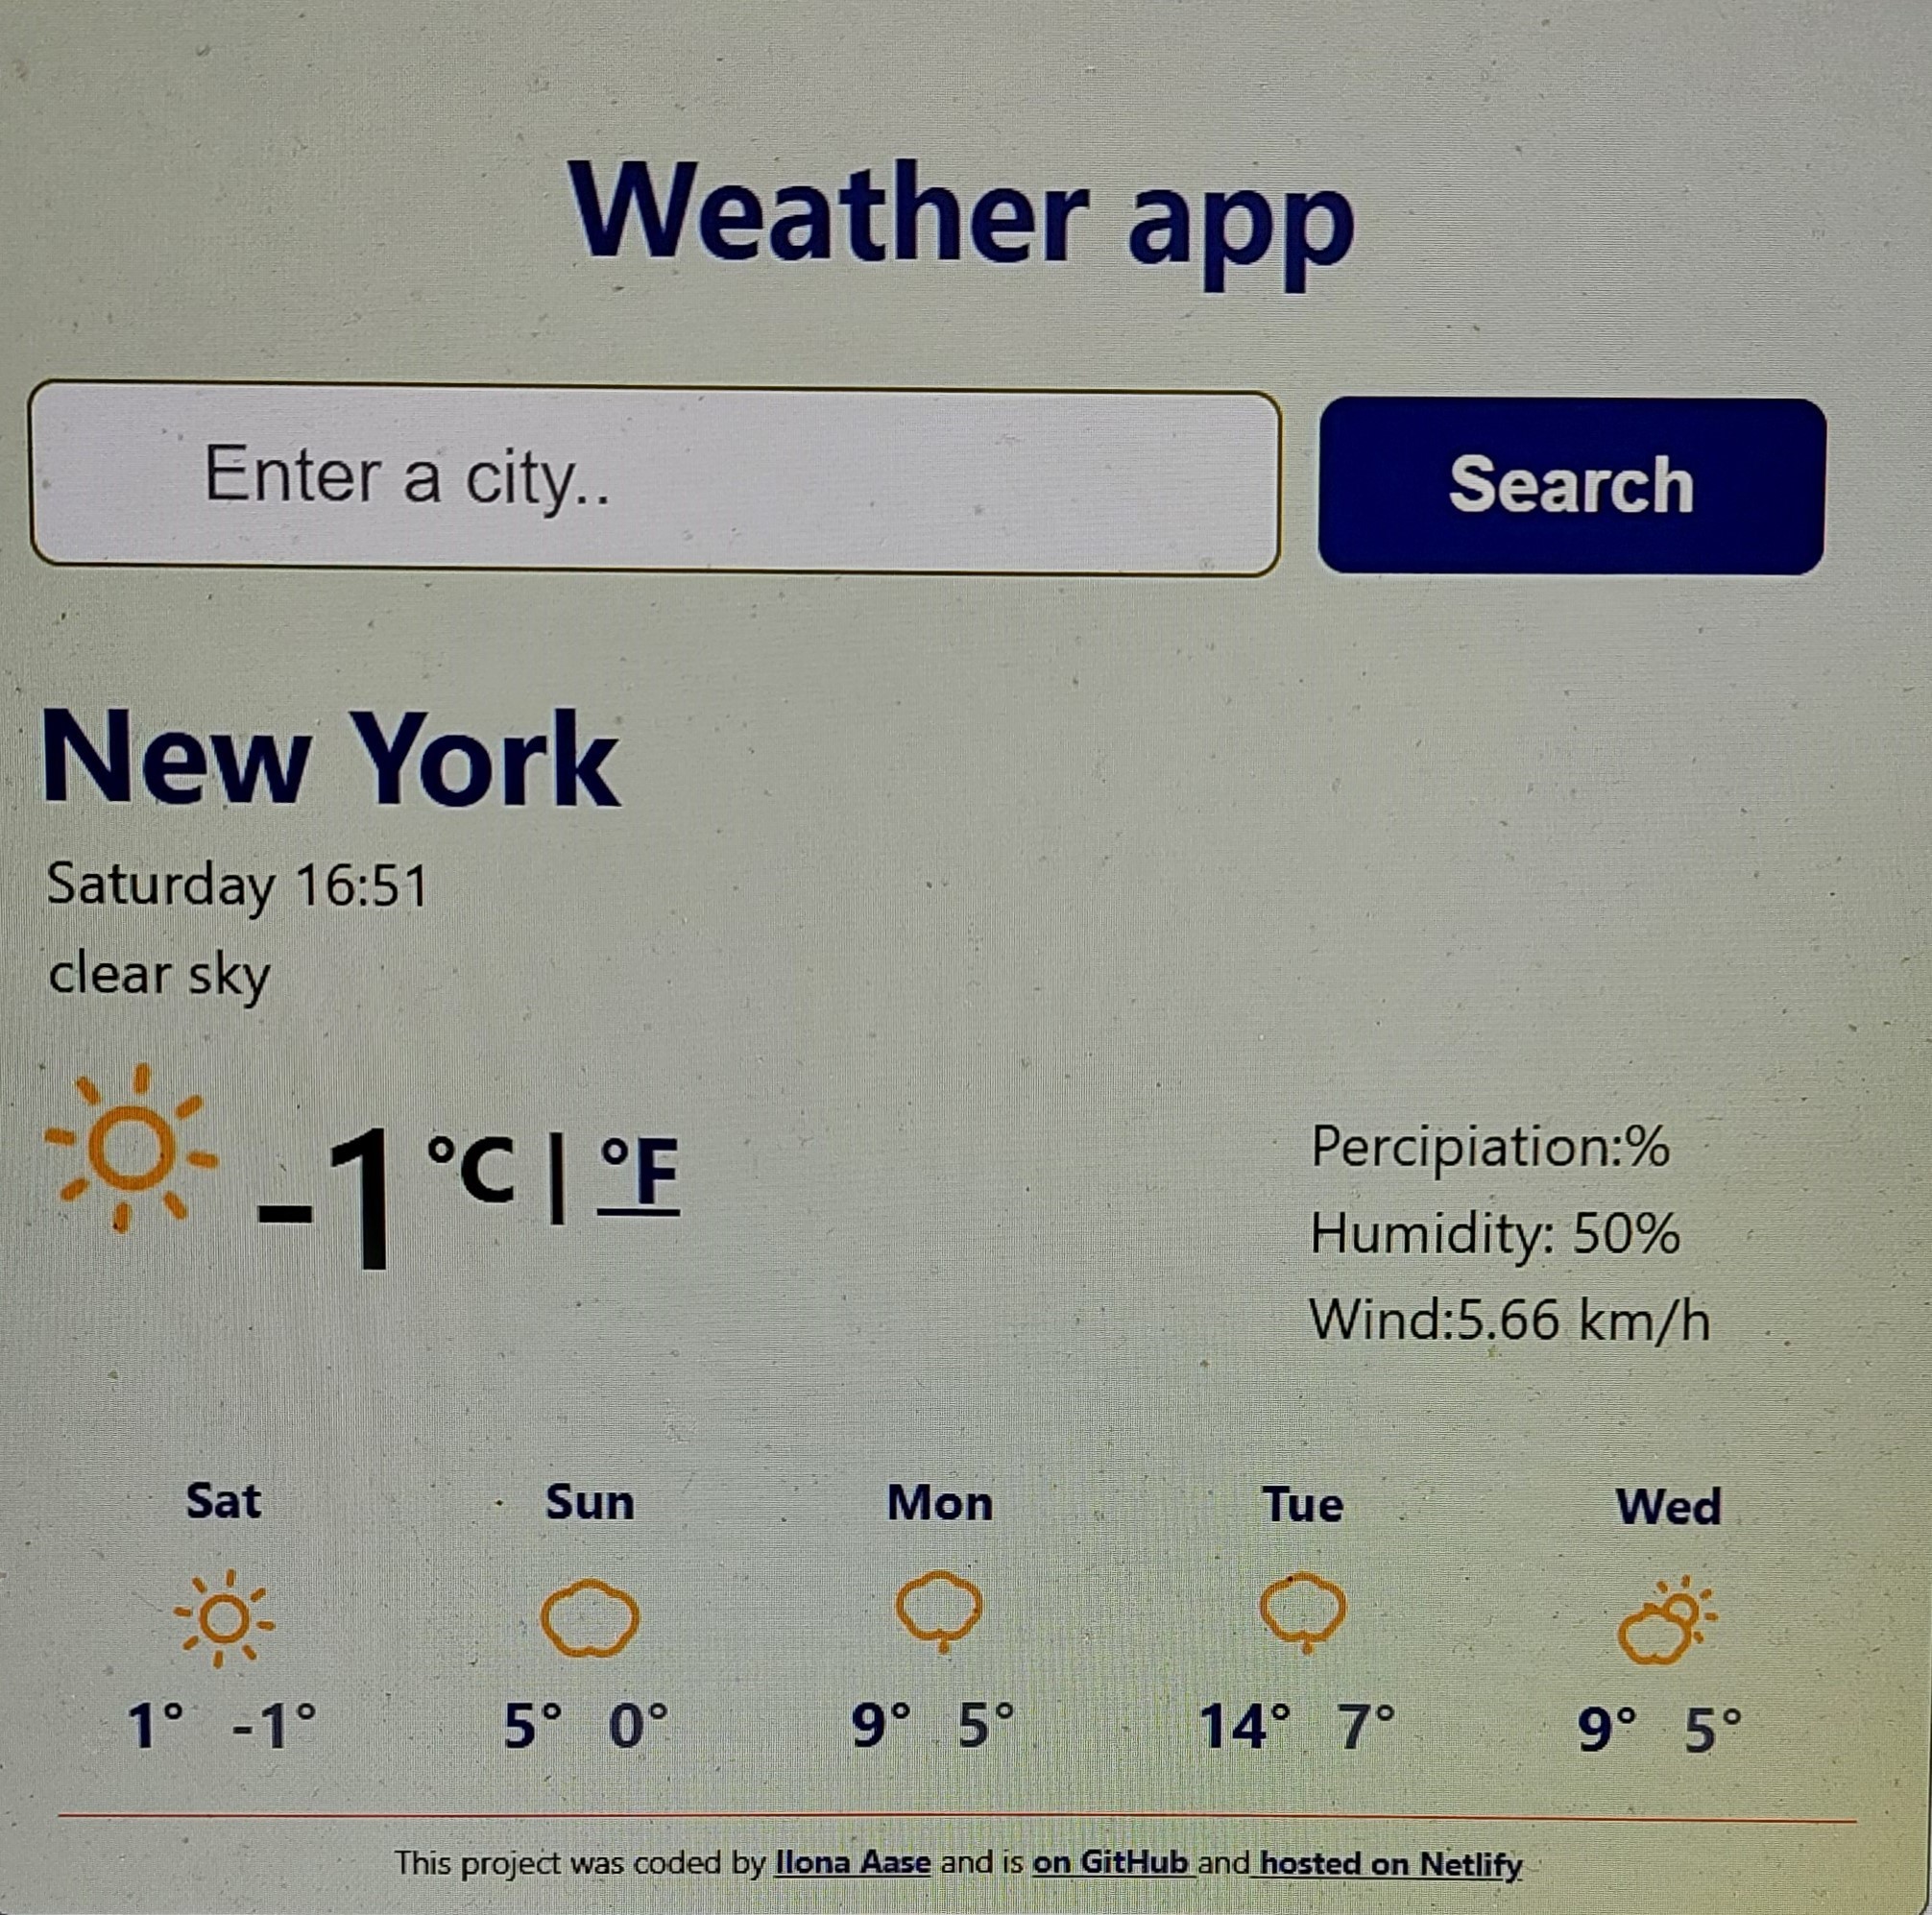 Weather app
Enter a city..
Search
New York
Saturday 16:51
clear sky
-1 °C | °F
Percipiation:%
Humidity: 50%
Wind:5.66 km/h
Sat Sun Mon Tue Wed
1° -1° 5° 0° 9° 5° 14° 7° 9° 5°
This project was coded by Ilona Aase and is on GitHub and hosted on Netlify